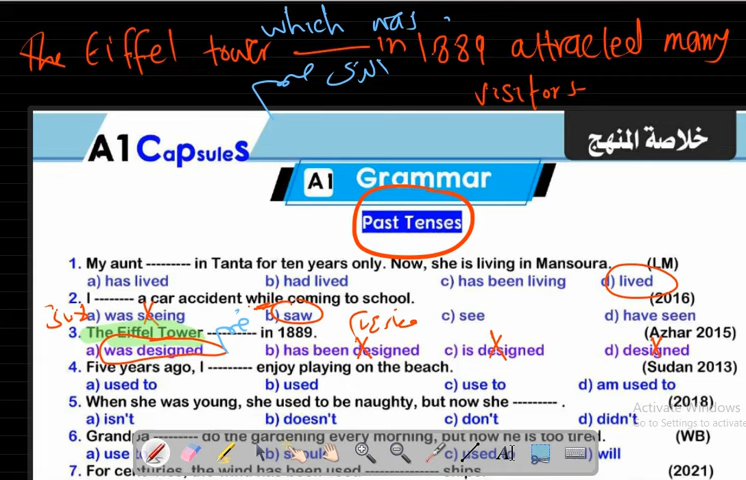 which was
The Eiffel tower ——— in 1889 attracted many
visitors
A1 Capsules
خلاصة المنهج
A1 Grammar
Past Tenses
1. My aunt --------- in Tanta for ten years only. Now, she is living in Mansoura. (LM)
a) has lived b) had lived c) has been living d) lived
2. I -------- a car accident while coming to school. (2016)
a) was seeing b) saw c) see d) have seen
3. The Eiffel Tower ---------- in 1889. (Azhar 2015)
a) was designed b) has been designed c) is designed d) designed
4. Five years ago, I --------- enjoy playing on the beach. (Sudan 2013)
a) used to b) used c) use to d) am used to
5. When she was young, she used to be naughty, but now she --------- . (2018)
a) isn't b) doesn't c) don't d) didn't
Activate Windows
Go to Settings to activate
6. Grandpa --------- do the gardening every morning, but now he is too tired. (WB)
a) use to c) used will
7. For centuries, the wind has been used -------------- ships. (2021)